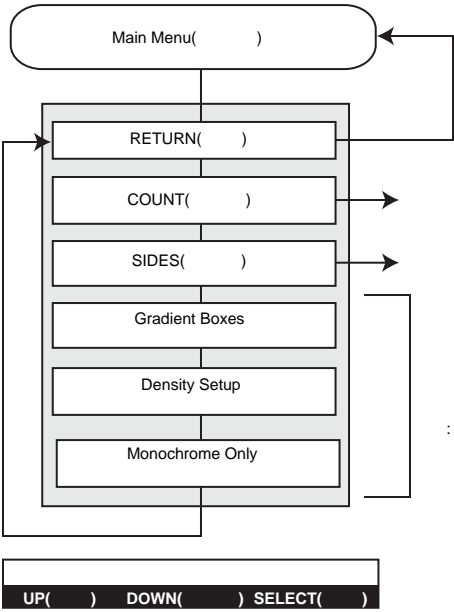 Main Menu( )
RETURN( )
COUNT( )
SIDES( )
Gradient Boxes
Density Setup
Monochrome Only
:
UP( ) DOWN( ) SELECT( )